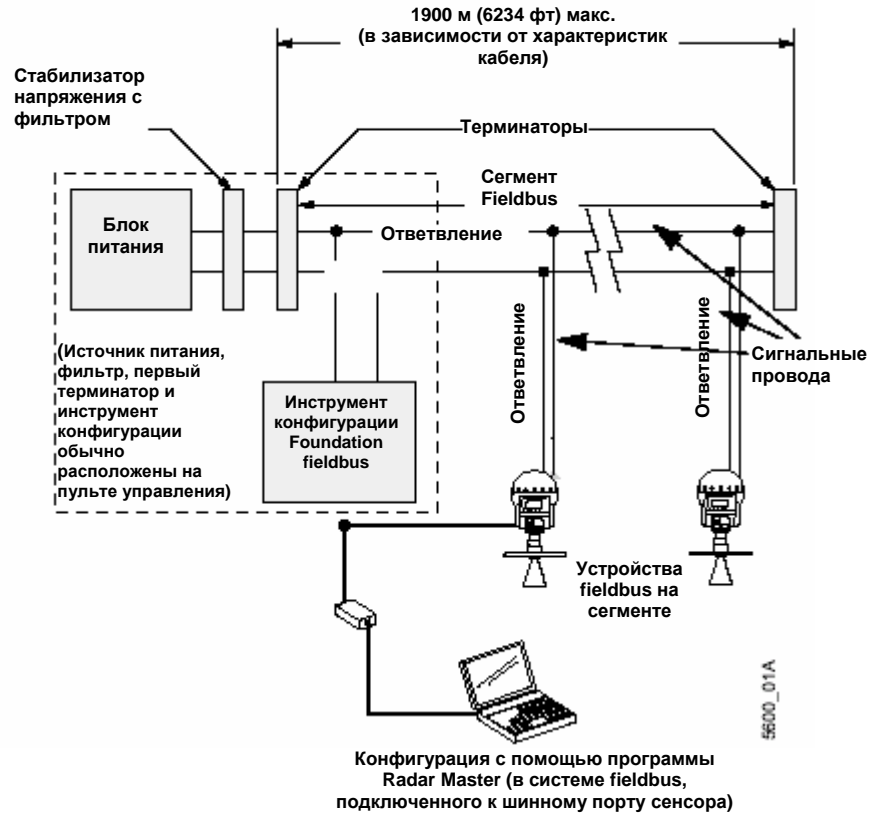 1900 м (6234 фт) макс.
(в зависимости от характеристик
кабеля)
Стабилизатор
напряжения с
фильтром
Терминаторы
Сегмент
Fieldbus
Блок
питания
Ответвление
(Источник питания,
фильтр, первый
терминатор и
инструмент
конфигурации
обычно
расположены на
пульте управления)
Инструмент
конфигурации
Foundation
fieldbus
Ответвление
Ответвление
Сигнальные
провода
Устройства
fieldbus на
сегменте
5600_01A
Конфигурация с помощью программы
Radar Master (в системе fieldbus,
подключенного к шинному порту сенсора)